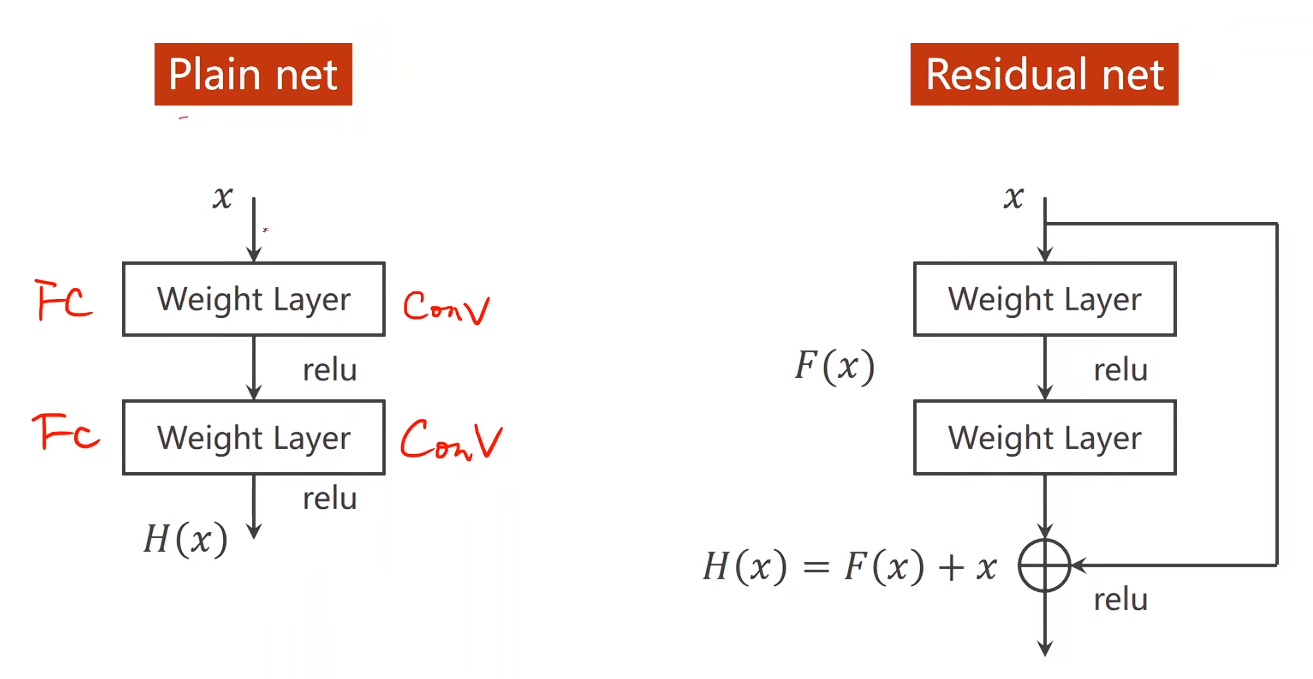 Plain net
x
FC Weight Layer Conv
relu
Fc Weight Layer Conv
relu
H(x)
Residual net
x
Weight Layer
F(x) relu
Weight Layer
H(x) = F(x) + x
relu